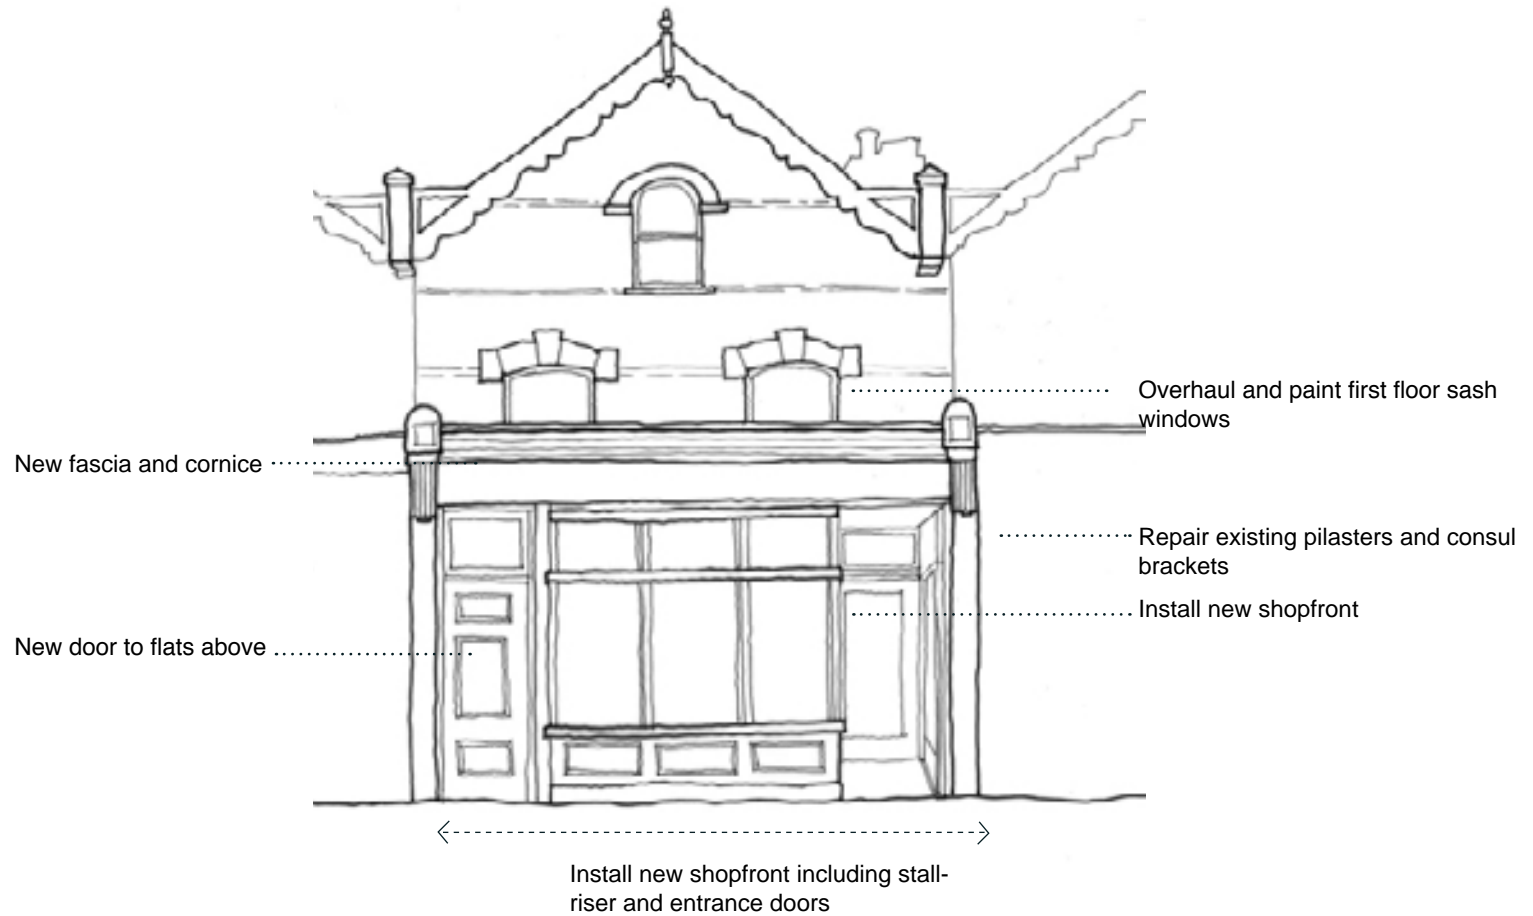 Overhaul and paint first floor sash
windows
New fascia and cornice
Repair existing pilasters and consul
brackets
Install new shopfront
New door to flats above
Install new shopfront including stall-
riser and entrance doors